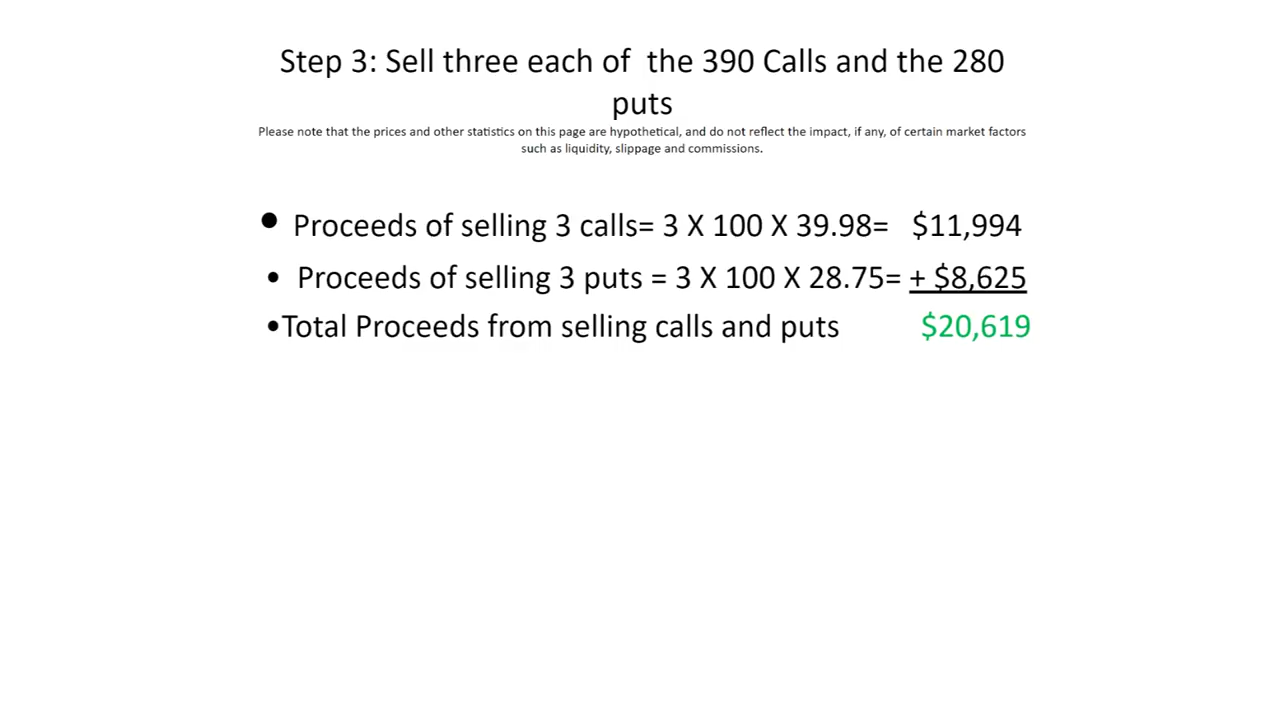 Step 3: Sell three each of  the 390 Calls and the 280
puts
Please note that the prices and other statistics on this page are hypothetical, and do not reflect the impact, if any, of certain market factors
such as liquidity, slippage and commissions.
• Proceeds of selling 3 calls= 3 X 100 X 39.98=   $11,994
• Proceeds of selling 3 puts = 3 X 100 X 28.75= + $8,625
•Total Proceeds from selling calls and puts   $20,619